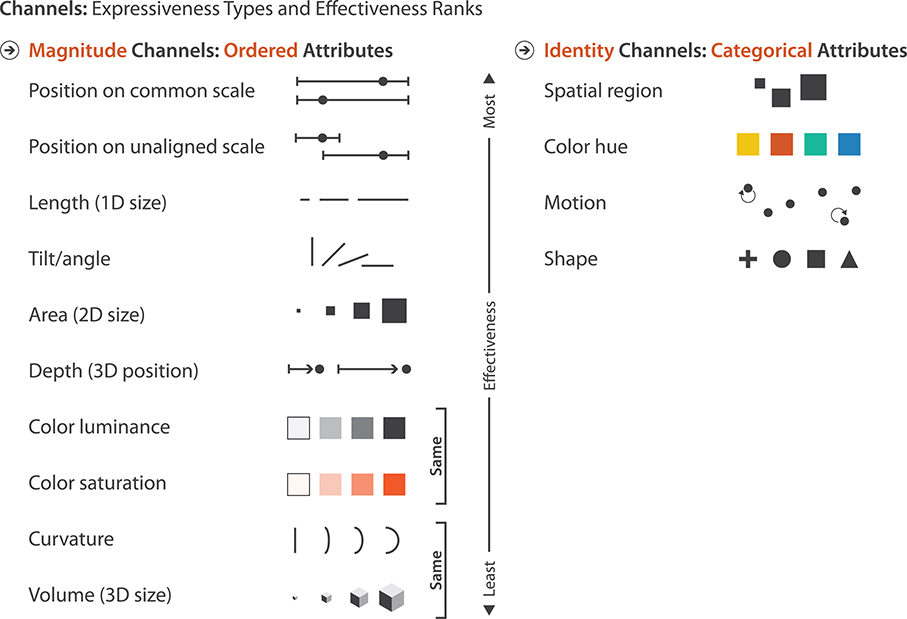 Channels: Expressiveness Types and Effectiveness Ranks
Magnitude Channels: Ordered Attributes
Position on common scale
Position on unaligned scale
Length (1D size)
Tilt/angle
Area (2D size)
Depth (3D position)
Color luminance
Color saturation
Curvature
Volume (3D size)
Same
Same
Most
Effectiveness
Least
Identity Channels: Categorical Attributes
Spatial region
Color hue
Motion
Shape